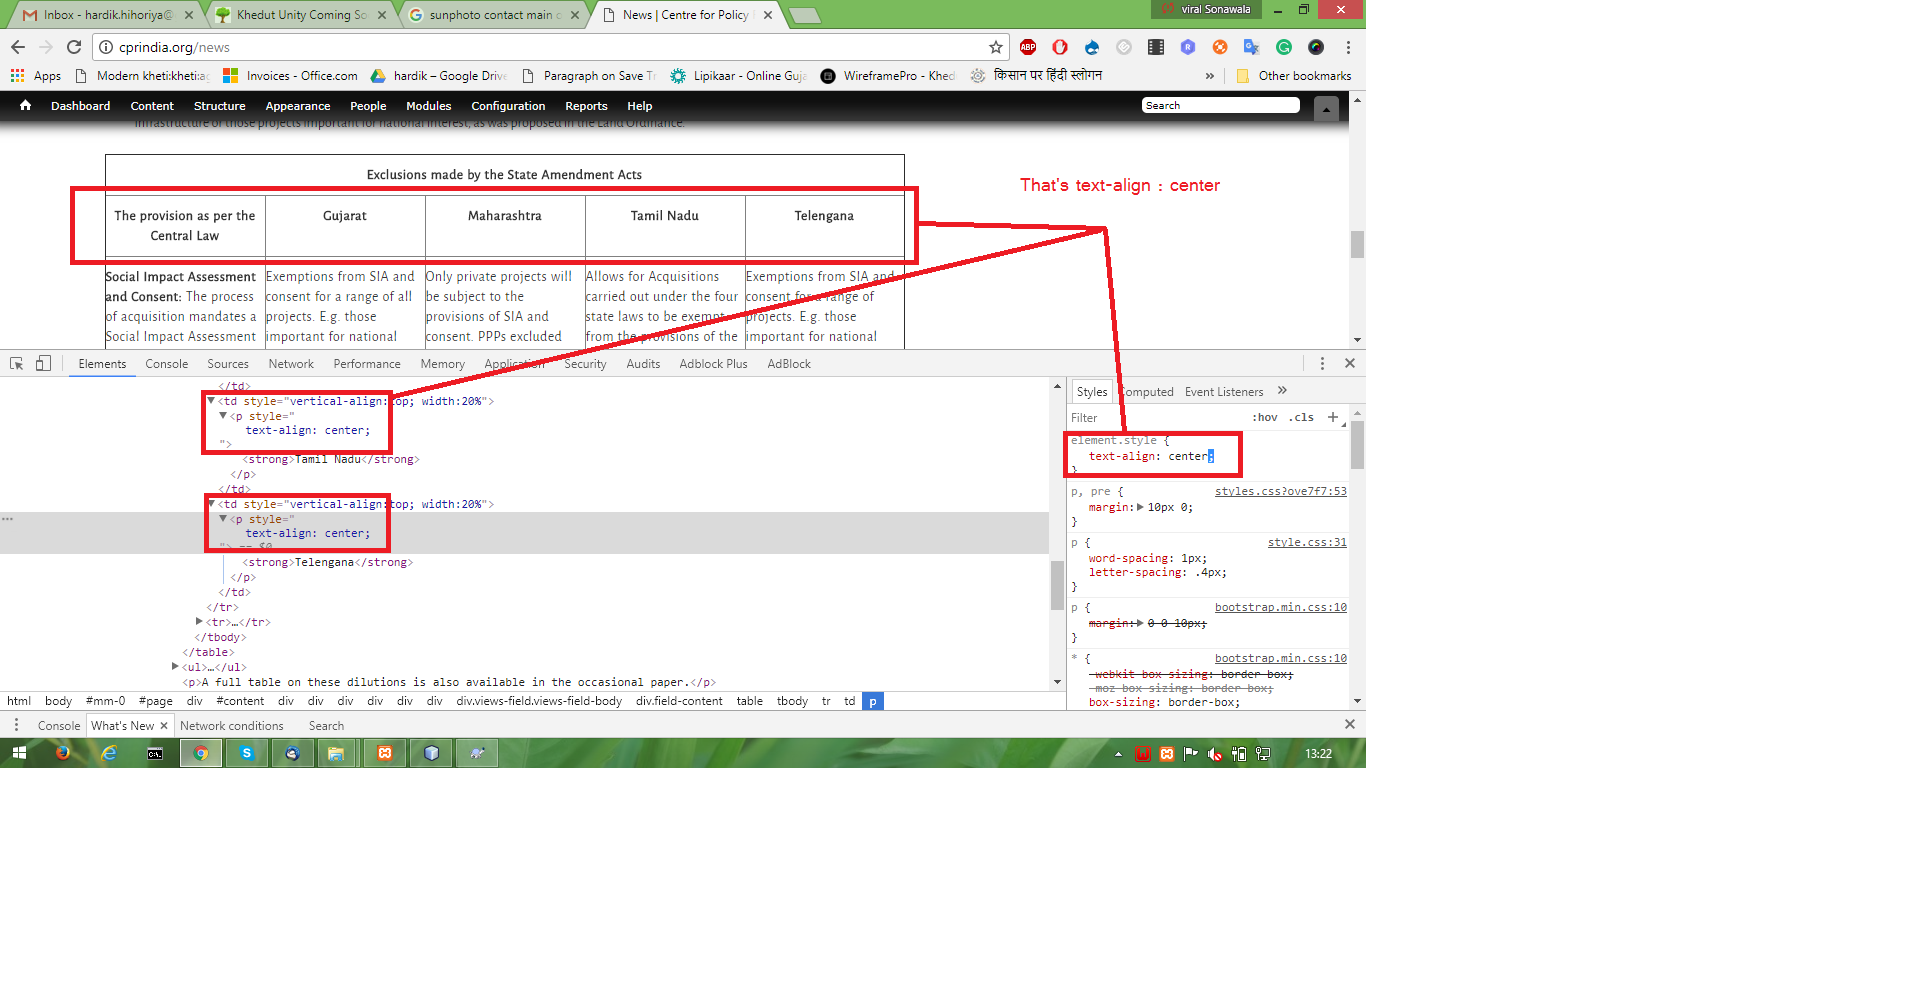 Inbox - hardik.hihoriya@
Khedut Unity Coming So
sunphoto contact main
News | Centre for Policy
viral Sonawala
cprindia.org/news
Apps
Modern kheti:kheti:
Invoices - Office.com
hardik – Google Drive
Paragraph on Save T
Lipikaar - Online Guj
WireframePro - Khed
किसान पर हिंदी स्लोगन
»
Other bookmarks
Dashboard Content Structure Appearance People Modules Configuration Reports Help
Search
infrastructure of those projects important for national interest, as was proposed in the Land Ordinance.
Exclusions made by the State Amendment Acts
That's text-align : center
The provision as per the Central Law
Gujarat
Maharashtra
Tamil Nadu
Telengana
Social Impact Assessment
and Consent: The process
of acquisition mandates a
Social Impact Assessment
Exemptions from SIA and
consent for a range of all
projects. E.g. those
important for national
Only private projects will
be subject to the
provisions of SIA and
consent. PPPs excluded
Allows for Acquisitions
carried out under the four
state laws to be exempt
from the provisions of the
Exemptions from SIA and
consent for a range of
projects. E.g. those
important for national
Elements Console Sources Network Performance Memory Application Security Audits Adblock Plus AdBlock
</td>
<td style="vertical-align:top; width:20%">
<p style="
text-align: center;
">
<strong>Tamil Nadu</strong>
</p>
</td>
<td style="vertical-align:top; width:20%">
<p style="
text-align: center;
"> == $0
<strong>Telengana</strong>
</p>
</td>
</tr>
<tr>…</tr>
</tbody>
</table>
<ul>…</ul>
<p>A full table on these dilutions is also available in the occasional paper.</p>
Styles Computed Event Listeners »
Filter :hov .cls +
element.style {
text-align: center;
}
p, pre { styles.css?ove7f7:53
margin: 10px 0;
}
p { style.css:31
word-spacing: 1px;
letter-spacing: .4px;
}
p { bootstrap.min.css:10
margin: 0 0 10px;
}
* { bootstrap.min.css:10
-webkit-box-sizing: border-box;
-moz-box-sizing: border-box;
box-sizing: border-box;
html body #mm-0 #page div #content div div div div div div div.views-field.views-field-body div.field-content table tbody tr td p
Console What's New Network conditions Search
13:22